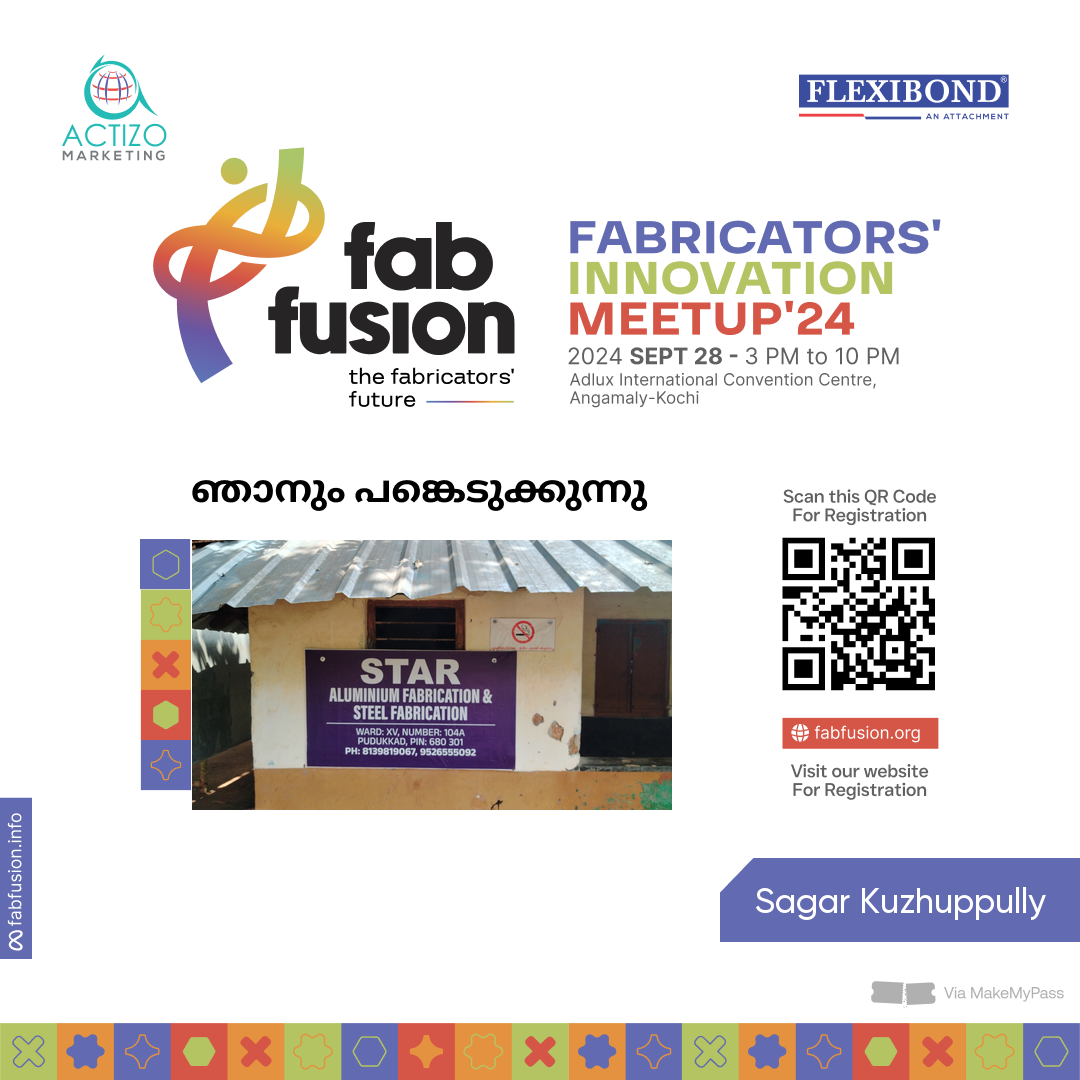 ACTIZO
MARKETING
FLEXIBOND®
AN ATTACHMENT
fab
fusion
the fabricators'
future
FABRICATORS'
INNOVATION
MEETUP'24
2024 SEPT 28 - 3 PM to 10 PM
Adlux International Convention Centre,
Angamaly-Kochi
ഞാനും പങ്കെടുക്കുന്നു
STAR
ALUMINIUM FABRICATION &
STEEL FABRICATION
WARD: XV, NUMBER: 104A
PUDUKKAD, PIN: 680 301
PH: 8139819067, 9526555092
Scan this QR Code
For Registration
fabfusion.org
Visit our website
For Registration
fabfusion.info
Sagar Kuzhuppully
Via MakeMyPass